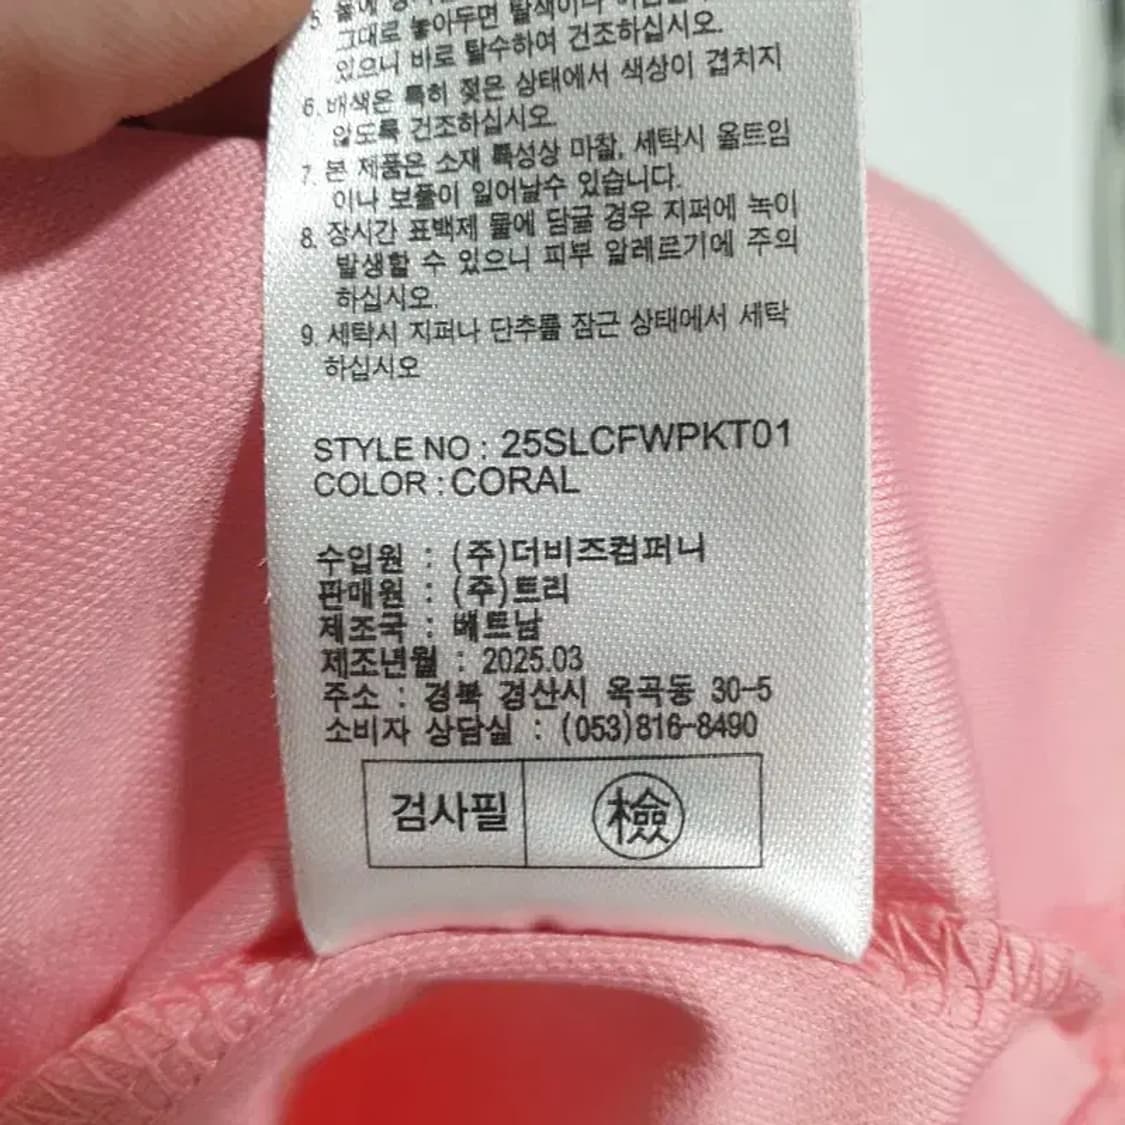 5. 물에
그대로 놓아두면 탈색이나
있으니 바로 탈수하여 건조하십시오.
6. 배색은 특히 젖은 상태에서 색상이 겹치지
않도록 건조하십시오.
7. 본 제품은 소재 특성상 마찰, 세탁시 올트임
이나 보풀이 일어날수 있습니다.
8. 장시간 표백제 물에 담글 경우 지퍼에 녹이
발생할 수 있으니 피부 알레르기에 주의
하십시오.
9. 세탁시 지퍼나 단추를 잠근 상태에서 세탁
하십시오
STYLE NO : 25SLCFWPKT01
COLOR : CORAL
수입원 : (주)더비즈컴퍼니
판매원 : (주)트리
제조국 : 베트남
제조년월 : 2025.03
주소 : 경북 경산시 옥곡동 30-5
소비자 상담실 : (053)816-8490
검사필 檢